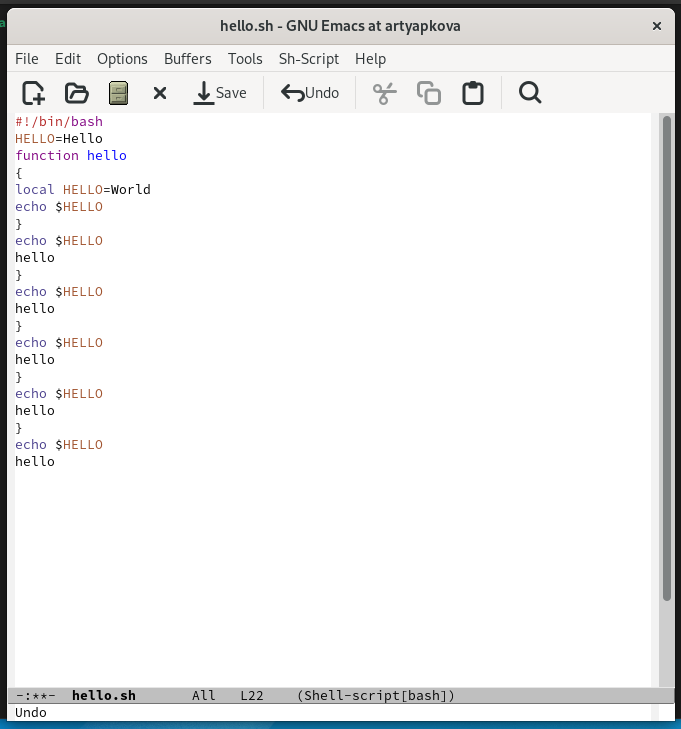 hello.sh - GNU Emacs at artyapkova
File Edit Options Buffers Tools Sh-Script Help
Save Undo
#!/bin/bash
HELLO=Hello
function hello
{
local HELLO=World
echo $HELLO
}
echo $HELLO
hello
}
echo $HELLO
hello
}
echo $HELLO
hello
}
echo $HELLO
hello
}
echo $HELLO
hello
-:**- hello.sh All L22 (Shell-script[bash])
Undo